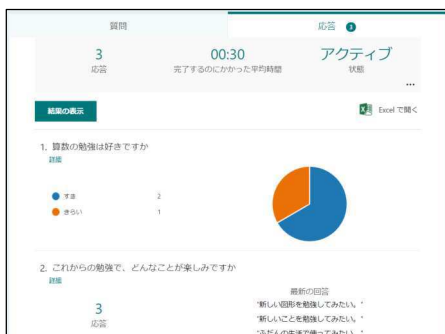 質問 応答 1
3 00:30 アクティブ
応答 完了するのにかかった平均時間 状態
...
結果の表示 Excel で開く
1. 算数の勉強は好きですか
詳細
すき 2
きらい 1
2. これからの勉強で、どんなことが楽しみですか
詳細
最新の回答
3 "新しい図形を勉強してみたい。"
応答 "新しいことを勉強してみたい。"
"ふだんの生活で使ってみたい。"